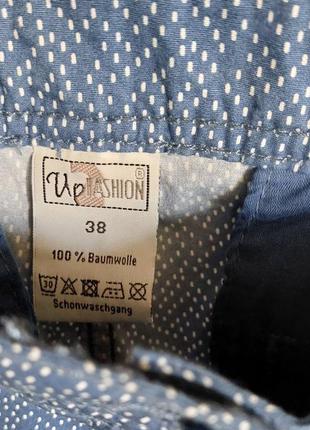 Up FASHION ®
38
100 % Baumwolle
30
Schonwaschgang